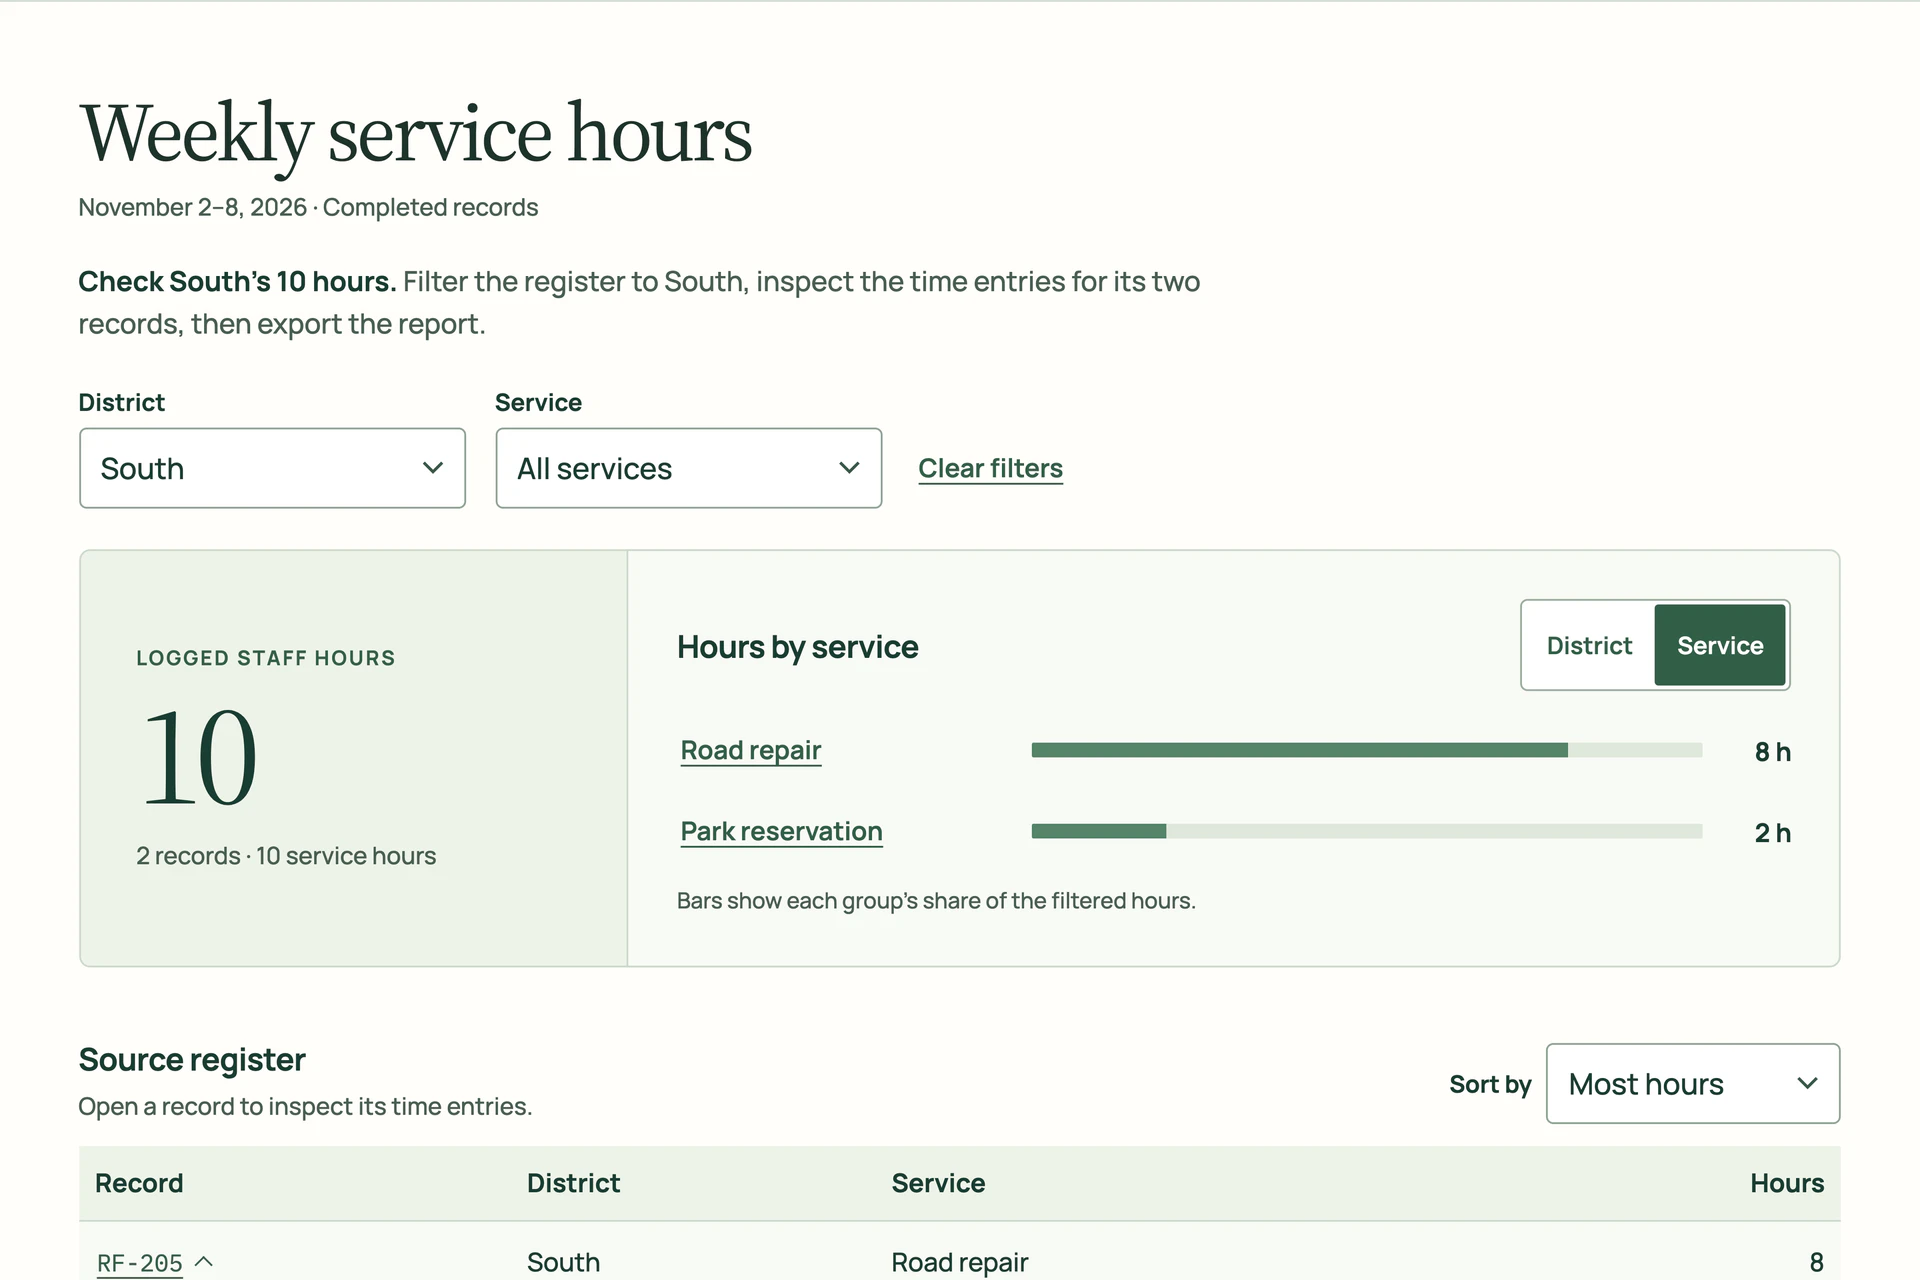 Weekly service hours
November 2–8, 2026 · Completed records
Check South’s 10 hours. Filter the register to South, inspect the time entries for its two
records, then export the report.
District
Service
South
All services
Clear filters
LOGGED STAFF HOURS
10
2 records · 10 service hours
Hours by service
District
Service
Road repair
8 h
Park reservation
2 h
Bars show each group’s share of the filtered hours.
Source register
Open a record to inspect its time entries.
Sort by
Most hours
Record District Service Hours
RF-205 South Road repair 8